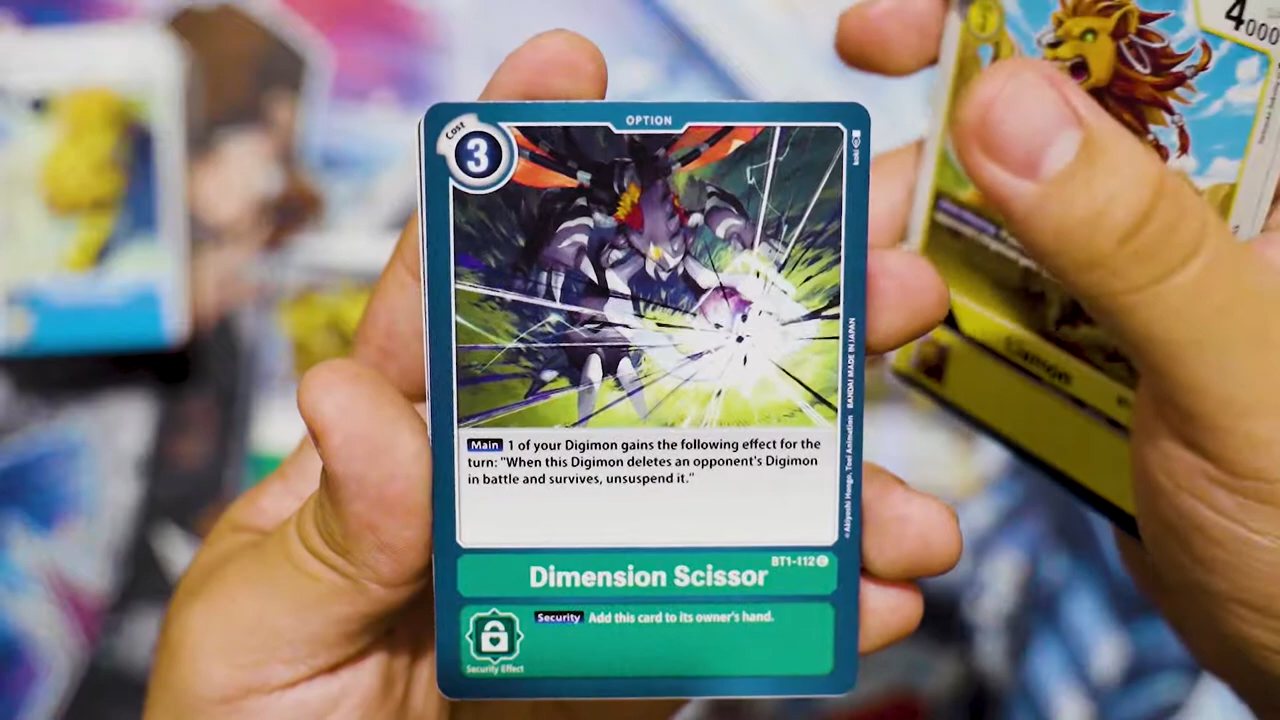 OPTION
Cost
3
Main 1 of your Digimon gains the following effect for the
turn: "When this Digimon deletes an opponent's Digimon
in battle and survives, unsuspend it."
BT1-112 C
Dimension Scissor
Security Add this card to its owner's hand.
Security Effect
©Akiyoshi Hongo, Toei Animation BANDAI MADE IN JAPAN
koki
4000